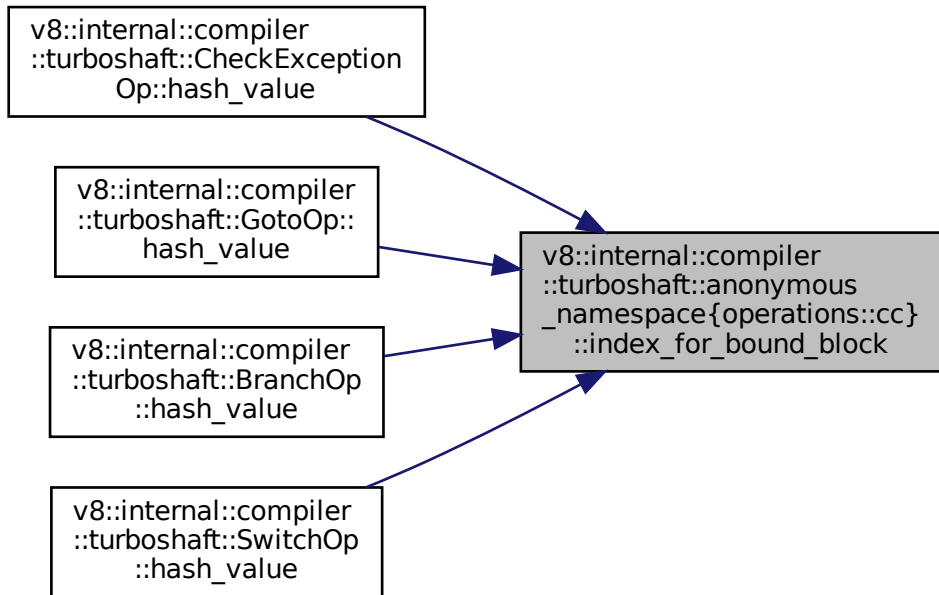 v8::internal::compiler
::turboshaft::CheckException
Op::hash_value
v8::internal::compiler
::turboshaft::GotoOp::
hash_value
v8::internal::compiler
::turboshaft::BranchOp
::hash_value
v8::internal::compiler
::turboshaft::SwitchOp
::hash_value
v8::internal::compiler
::turboshaft::anonymous
_namespace{operations::cc}
::index_for_bound_block